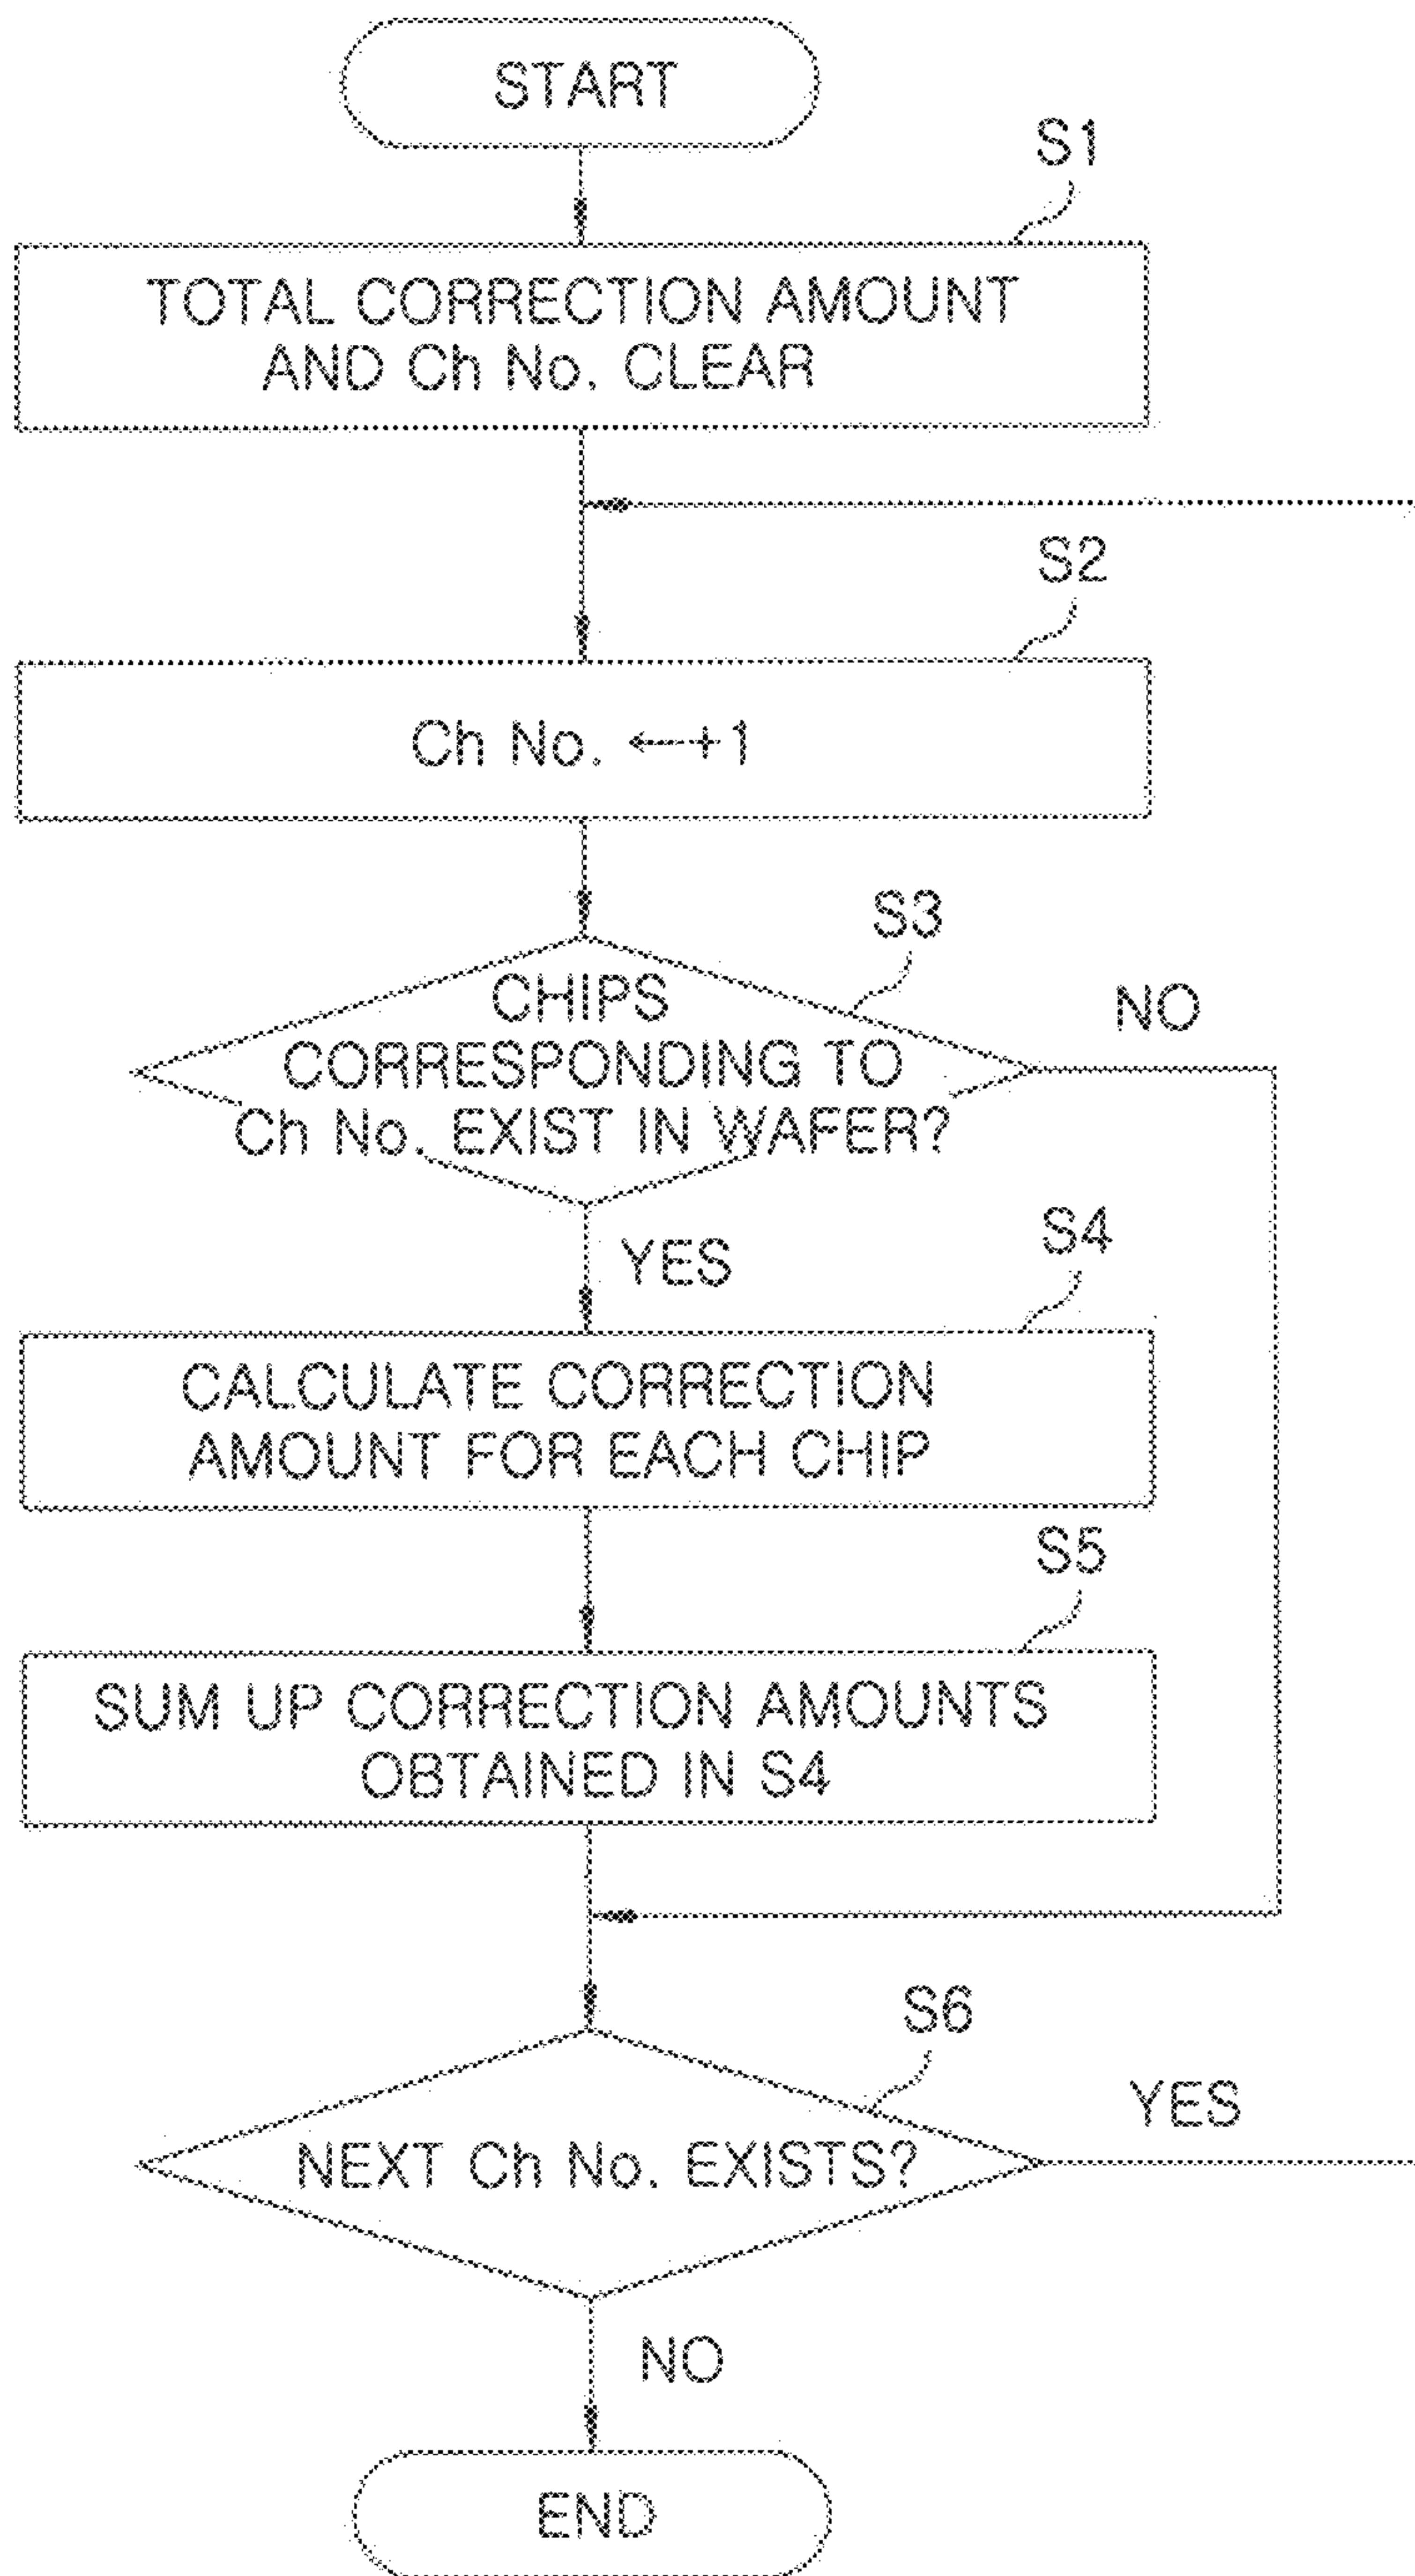 START
S1
TOTAL CORRECTION AMOUNT
AND Ch No. CLEAR
S2
Ch No. ←+1
S3
CHIPS
CORRESPONDING TO
Ch No. EXIST IN WAFER?
NO
YES
S4
CALCULATE CORRECTION
AMOUNT FOR EACH CHIP
S5
SUM UP CORRECTION AMOUNTS
OBTAINED IN S4
S6
NEXT Ch No. EXISTS?
YES
NO
END